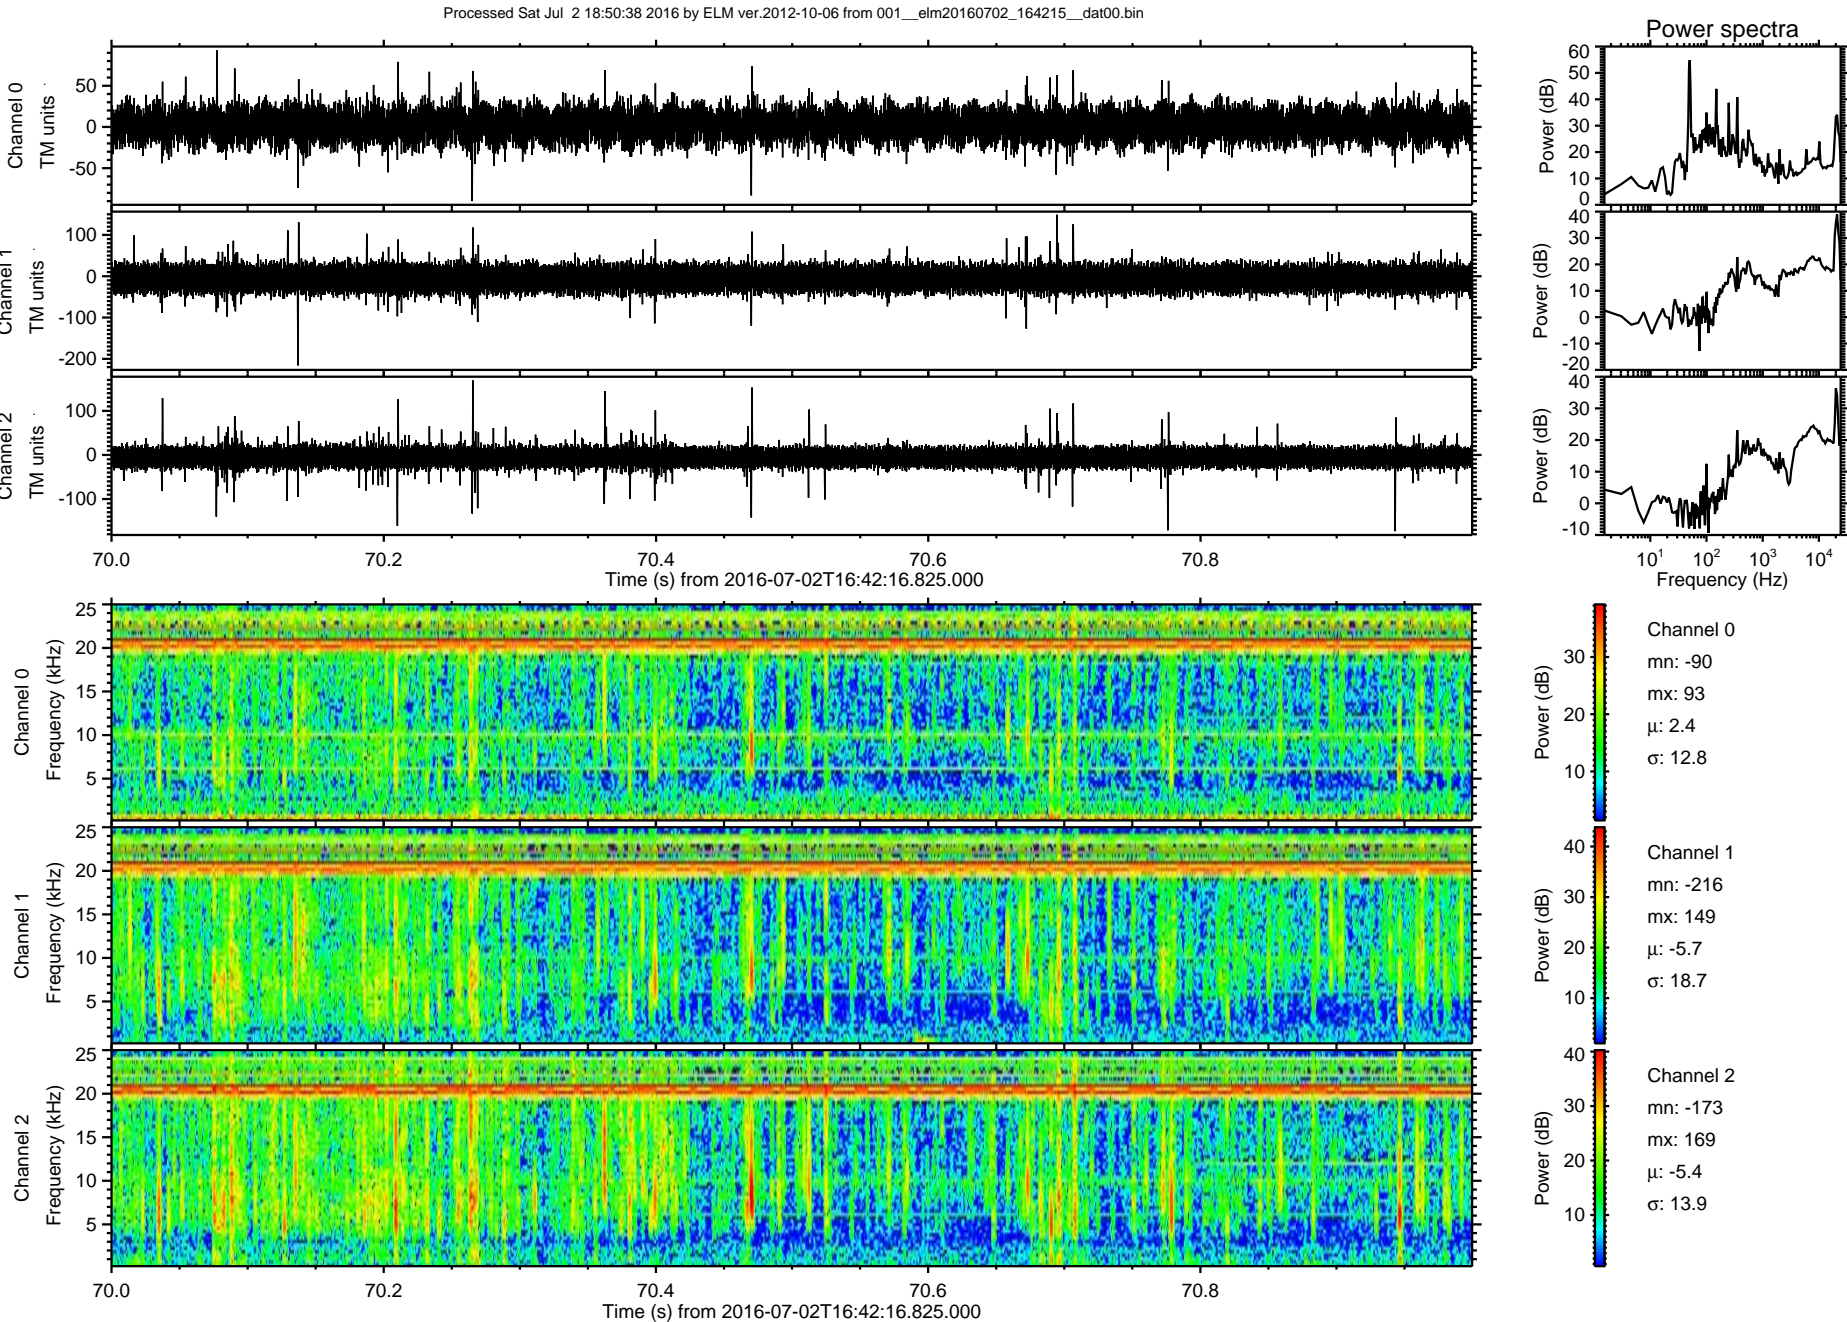 Processed Sat Jul 2 18:50:38 2016 by ELM ver.2012-10-06 from 001__elm20160702_164215__dat00.bin
Power spectra
Channel 0
TM units
50
0
-50
Power (dB)
60
50
40
30
20
10
0
Channel 1
TM units
100
0
-100
-200
Power (dB)
40
30
20
10
0
-10
-20
Channel 2
TM units
100
0
-100
Power (dB)
40
30
20
10
0
-10
70.0 70.2 70.4 70.6 70.8
Time (s) from 2016-07-02T16:42:16.825.000
10^1 10^2 10^3 10^4
Frequency (Hz)
Channel 0
Frequency (kHz)
25
20
15
10
5
Power (dB)
30
20
10
Channel 0
mn: -90
mx: 93
μ: 2.4
σ: 12.8
Channel 1
Frequency (kHz)
25
20
15
10
5
Power (dB)
40
30
20
10
Channel 1
mn: -216
mx: 149
μ: -5.7
σ: 18.7
Channel 2
Frequency (kHz)
25
20
15
10
5
Power (dB)
40
30
20
10
Channel 2
mn: -173
mx: 169
μ: -5.4
σ: 13.9
70.0 70.2 70.4 70.6 70.8
Time (s) from 2016-07-02T16:42:16.825.000